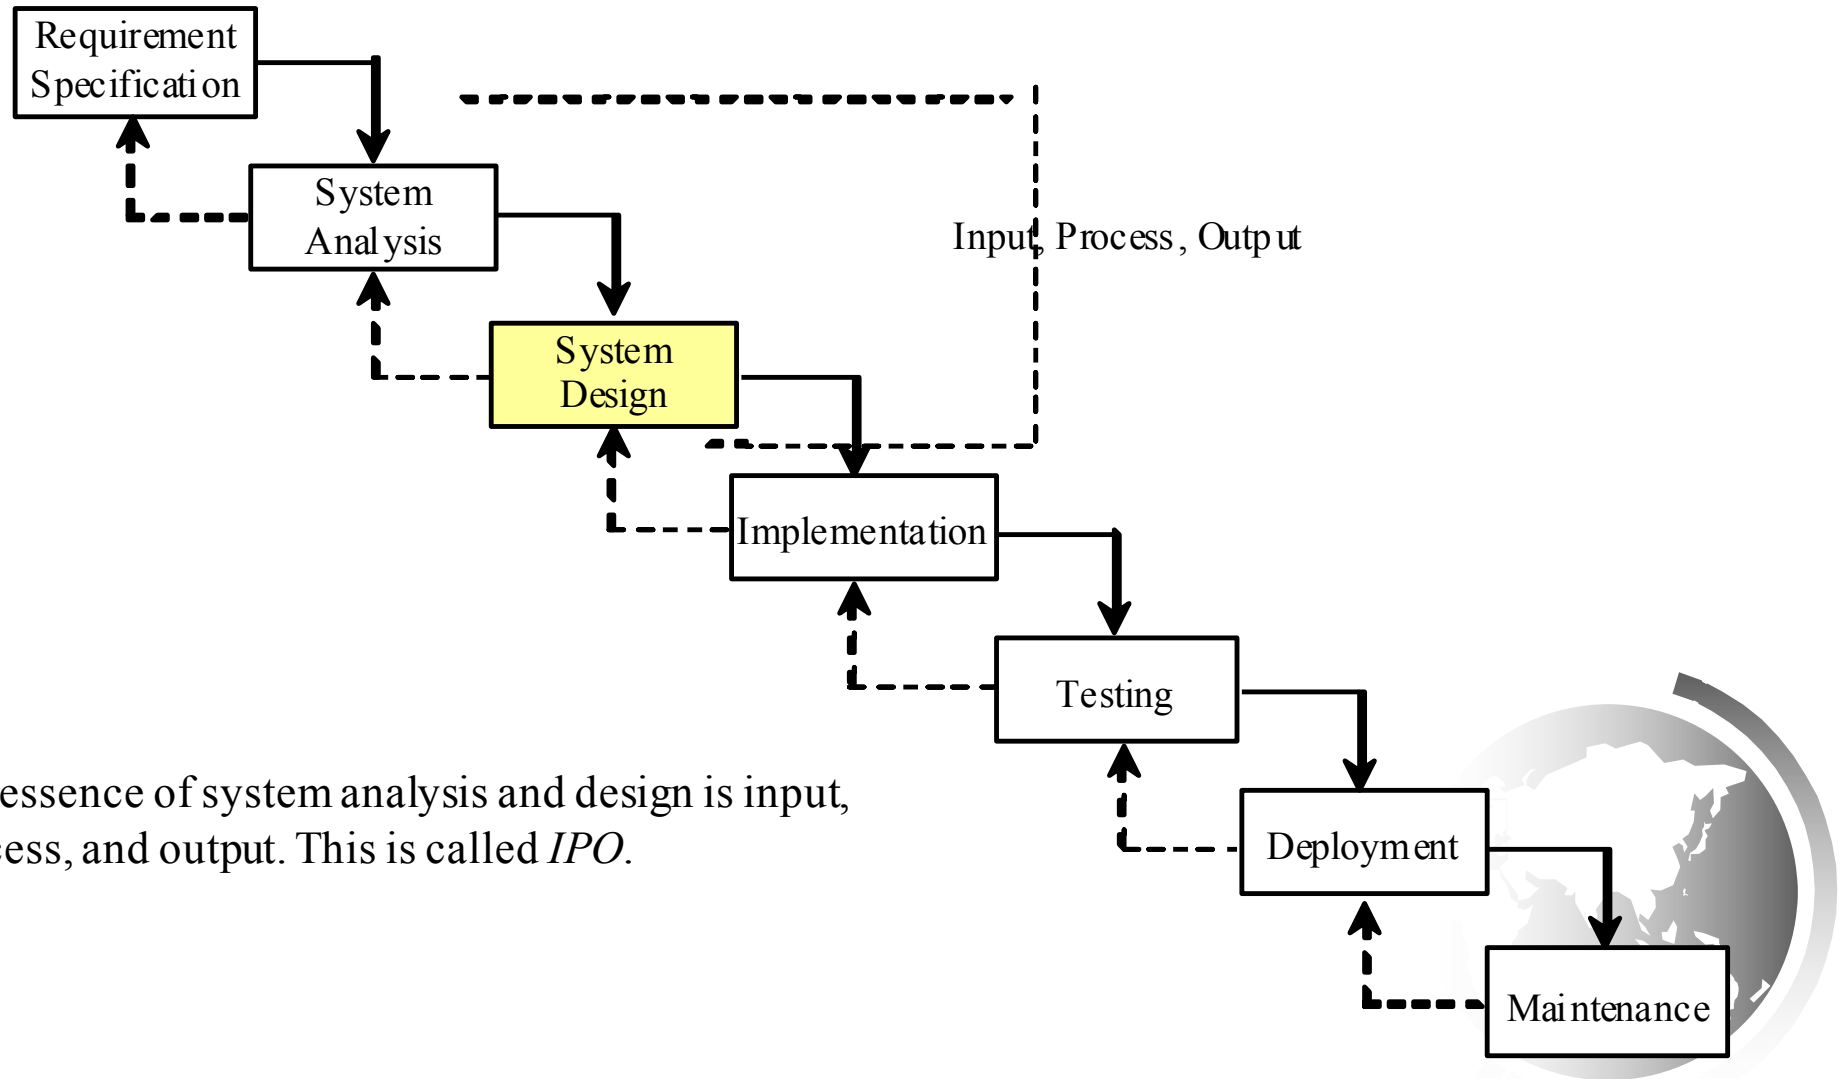 Requirement
Specification
System
Analysis
Input, Process, Output
System
Design
Implementation
Testing
essence of system analysis and design is input,
cess, and output. This is called IPO.
Deployment
Maintenance